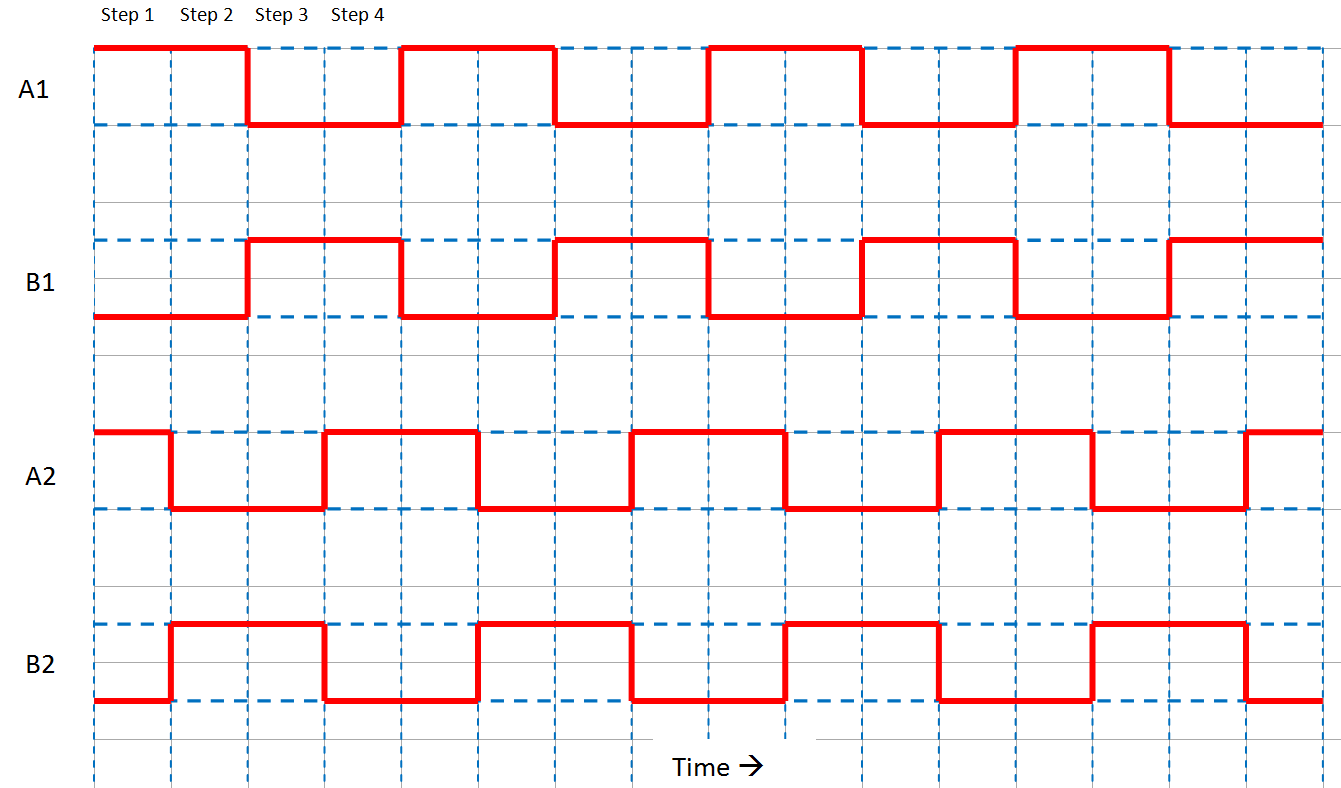 Step 1 Step 2 Step 3 Step 4
A1
B1
A2
B2
Time →